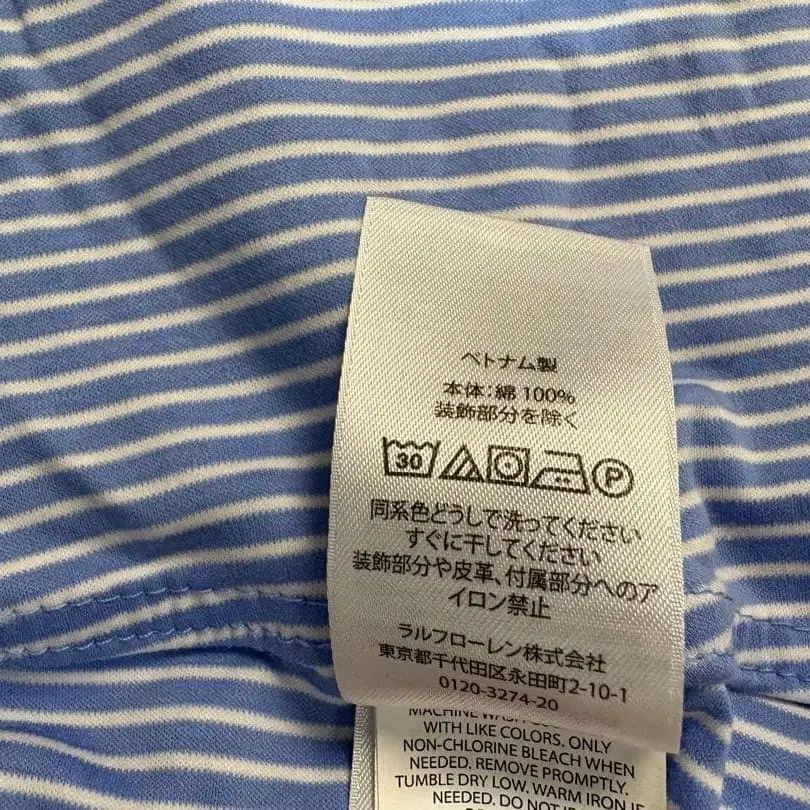 ベトナム製
本体:綿 100%
装飾部分を除く
30 P
同系色どうしで洗ってください
すぐに干してください
装飾部分や皮革、付属部分へのア
イロン禁止
ラルフローレン株式会社
東京都千代田区永田町2-10-1
0120-3274-20
MACHINE WASH
WITH LIKE COLORS. ONLY
NON-CHLORINE BLEACH WHEN
NEEDED. REMOVE PROMPTLY.
TUMBLE DRY LOW. WARM IRON IF
NEEDED. DO NOT